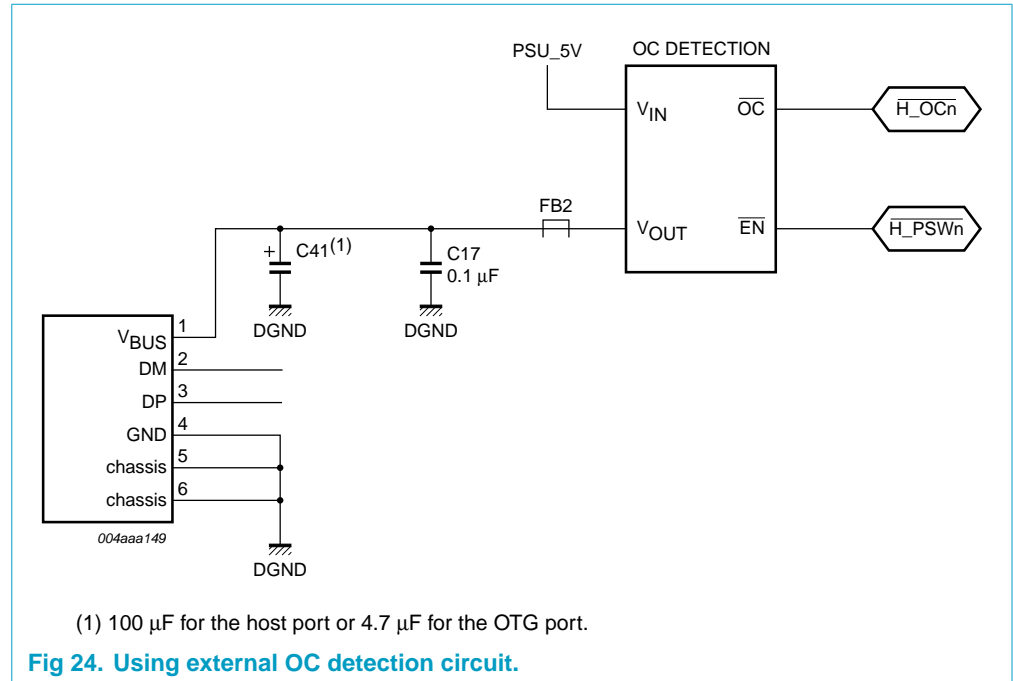 PSU_5V
OC DETECTION
VIN
OC
H_OCn
VOUT
EN
H_PSWn
FB2
+ C41(1)
C17
0.1 μF
DGND
DGND
VBUS 1
DM 2
DP 3
GND 4
chassis 5
chassis 6
004aaa149
DGND
(1) 100 μF for the host port or 4.7 μF for the OTG port.
Fig 24. Using external OC detection circuit.